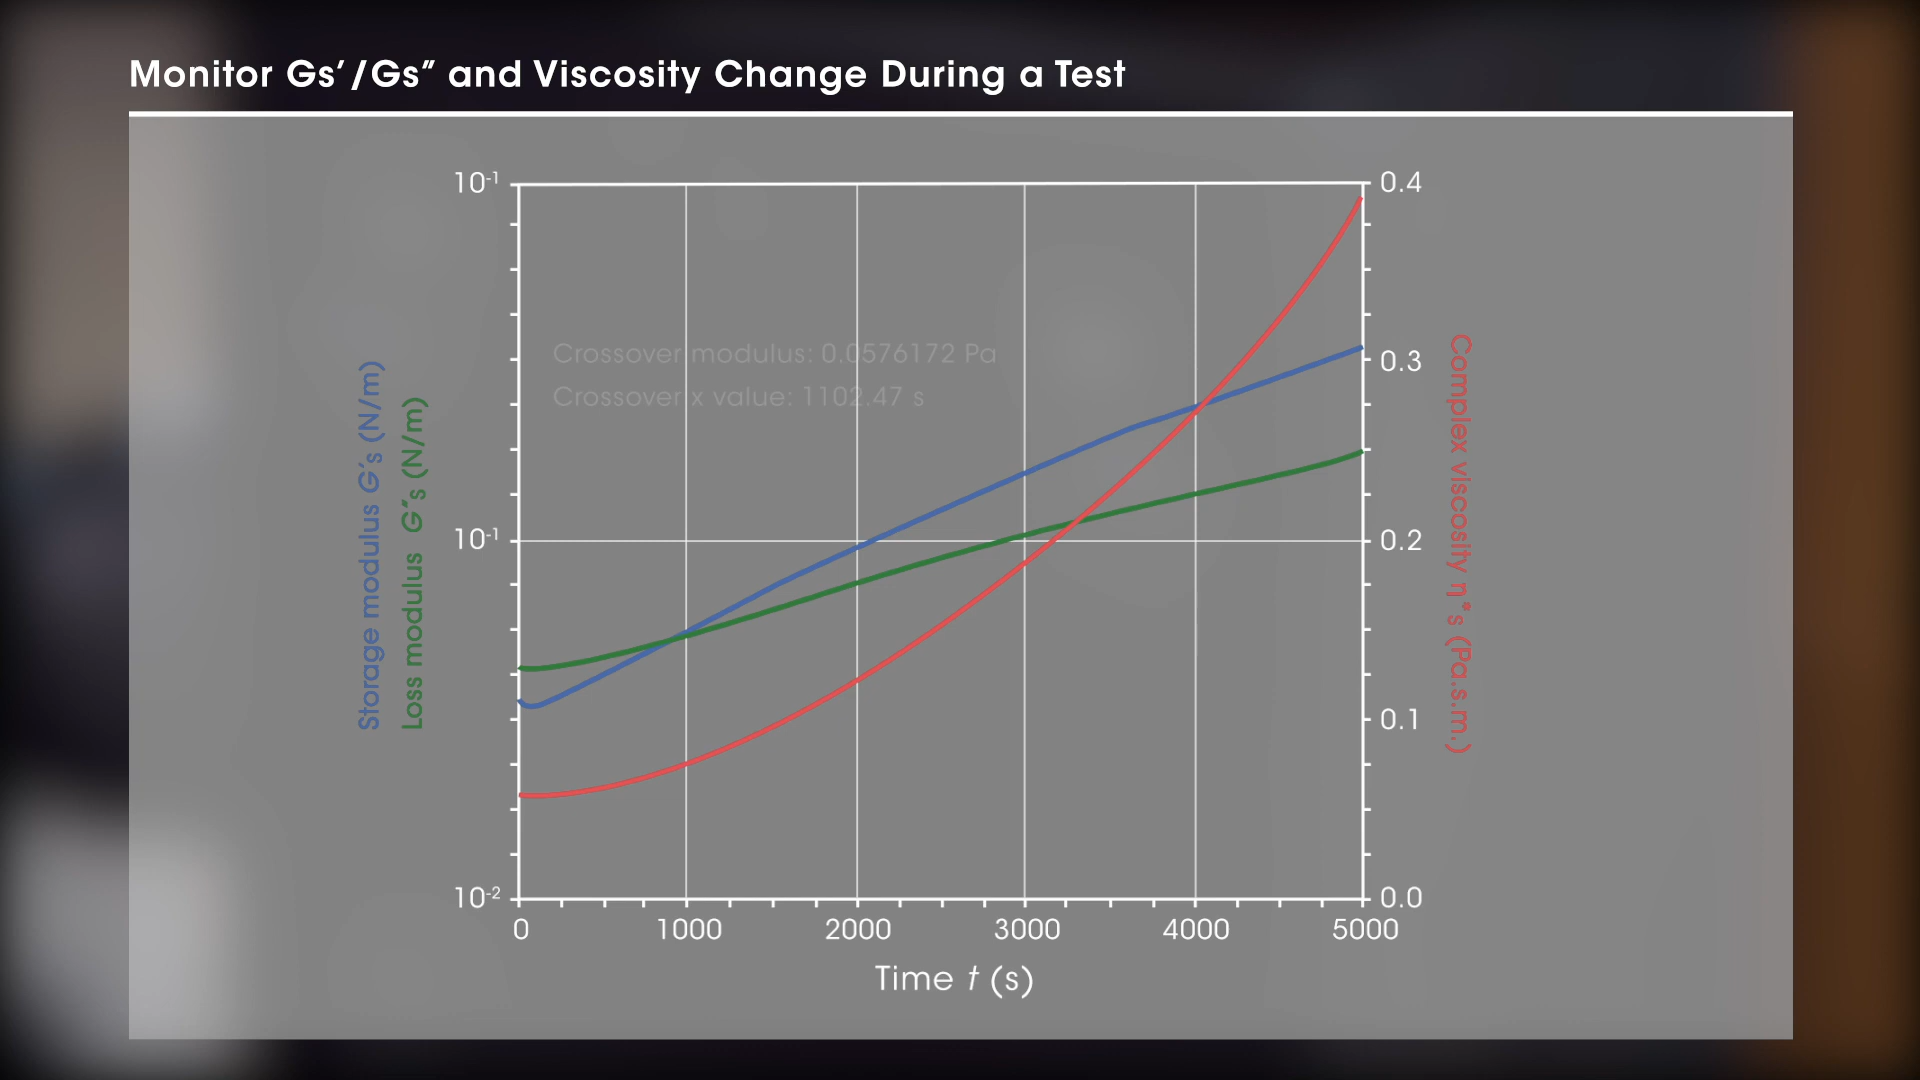 Monitor Gs’/Gs” and Viscosity Change During a Test
10-1
10-1
10-2
Storage modulus G′s (N/m)
Loss modulus G″s (N/m)
Crossover modulus: 0.0576172 Pa
Crossover x value: 1102.47 s
0.4
0.3
0.2
0.1
0.0
Complex viscosity η*s (Pa.s.m.)
0 1000 2000 3000 4000 5000
Time t (s)